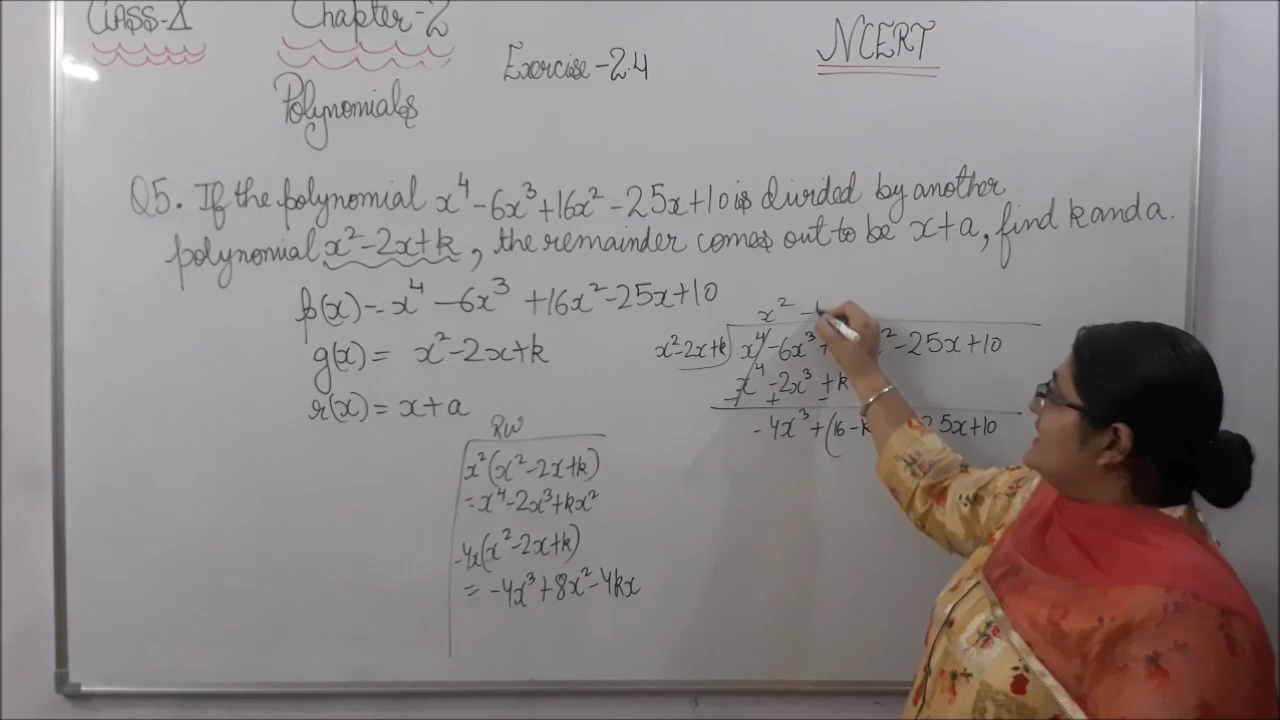 CLASS-X
Chapter-2
Polynomials
Exercise-2.4
NCERT
Q5. If the polynomial x⁴-6x³+16x²-25x+10 is divided by another
polynomial x²-2x+k, the remainder comes out to be x+a, find k and a.
p(x)-- x⁴ -6x³ +16x²-25x+10
g(x) = x²-2x+k
r(x) = x+a
RW
x²(x²-2x+k)
= x⁴-2x³+kx²
-4x(x²-2x+k)
= -4x³+8x²-4kx
x² -
x²-2x+k) x⁴-6x³+ x²-25x+10
x⁴-2x³+k
- + -
-4x³+(16-k 25x+10